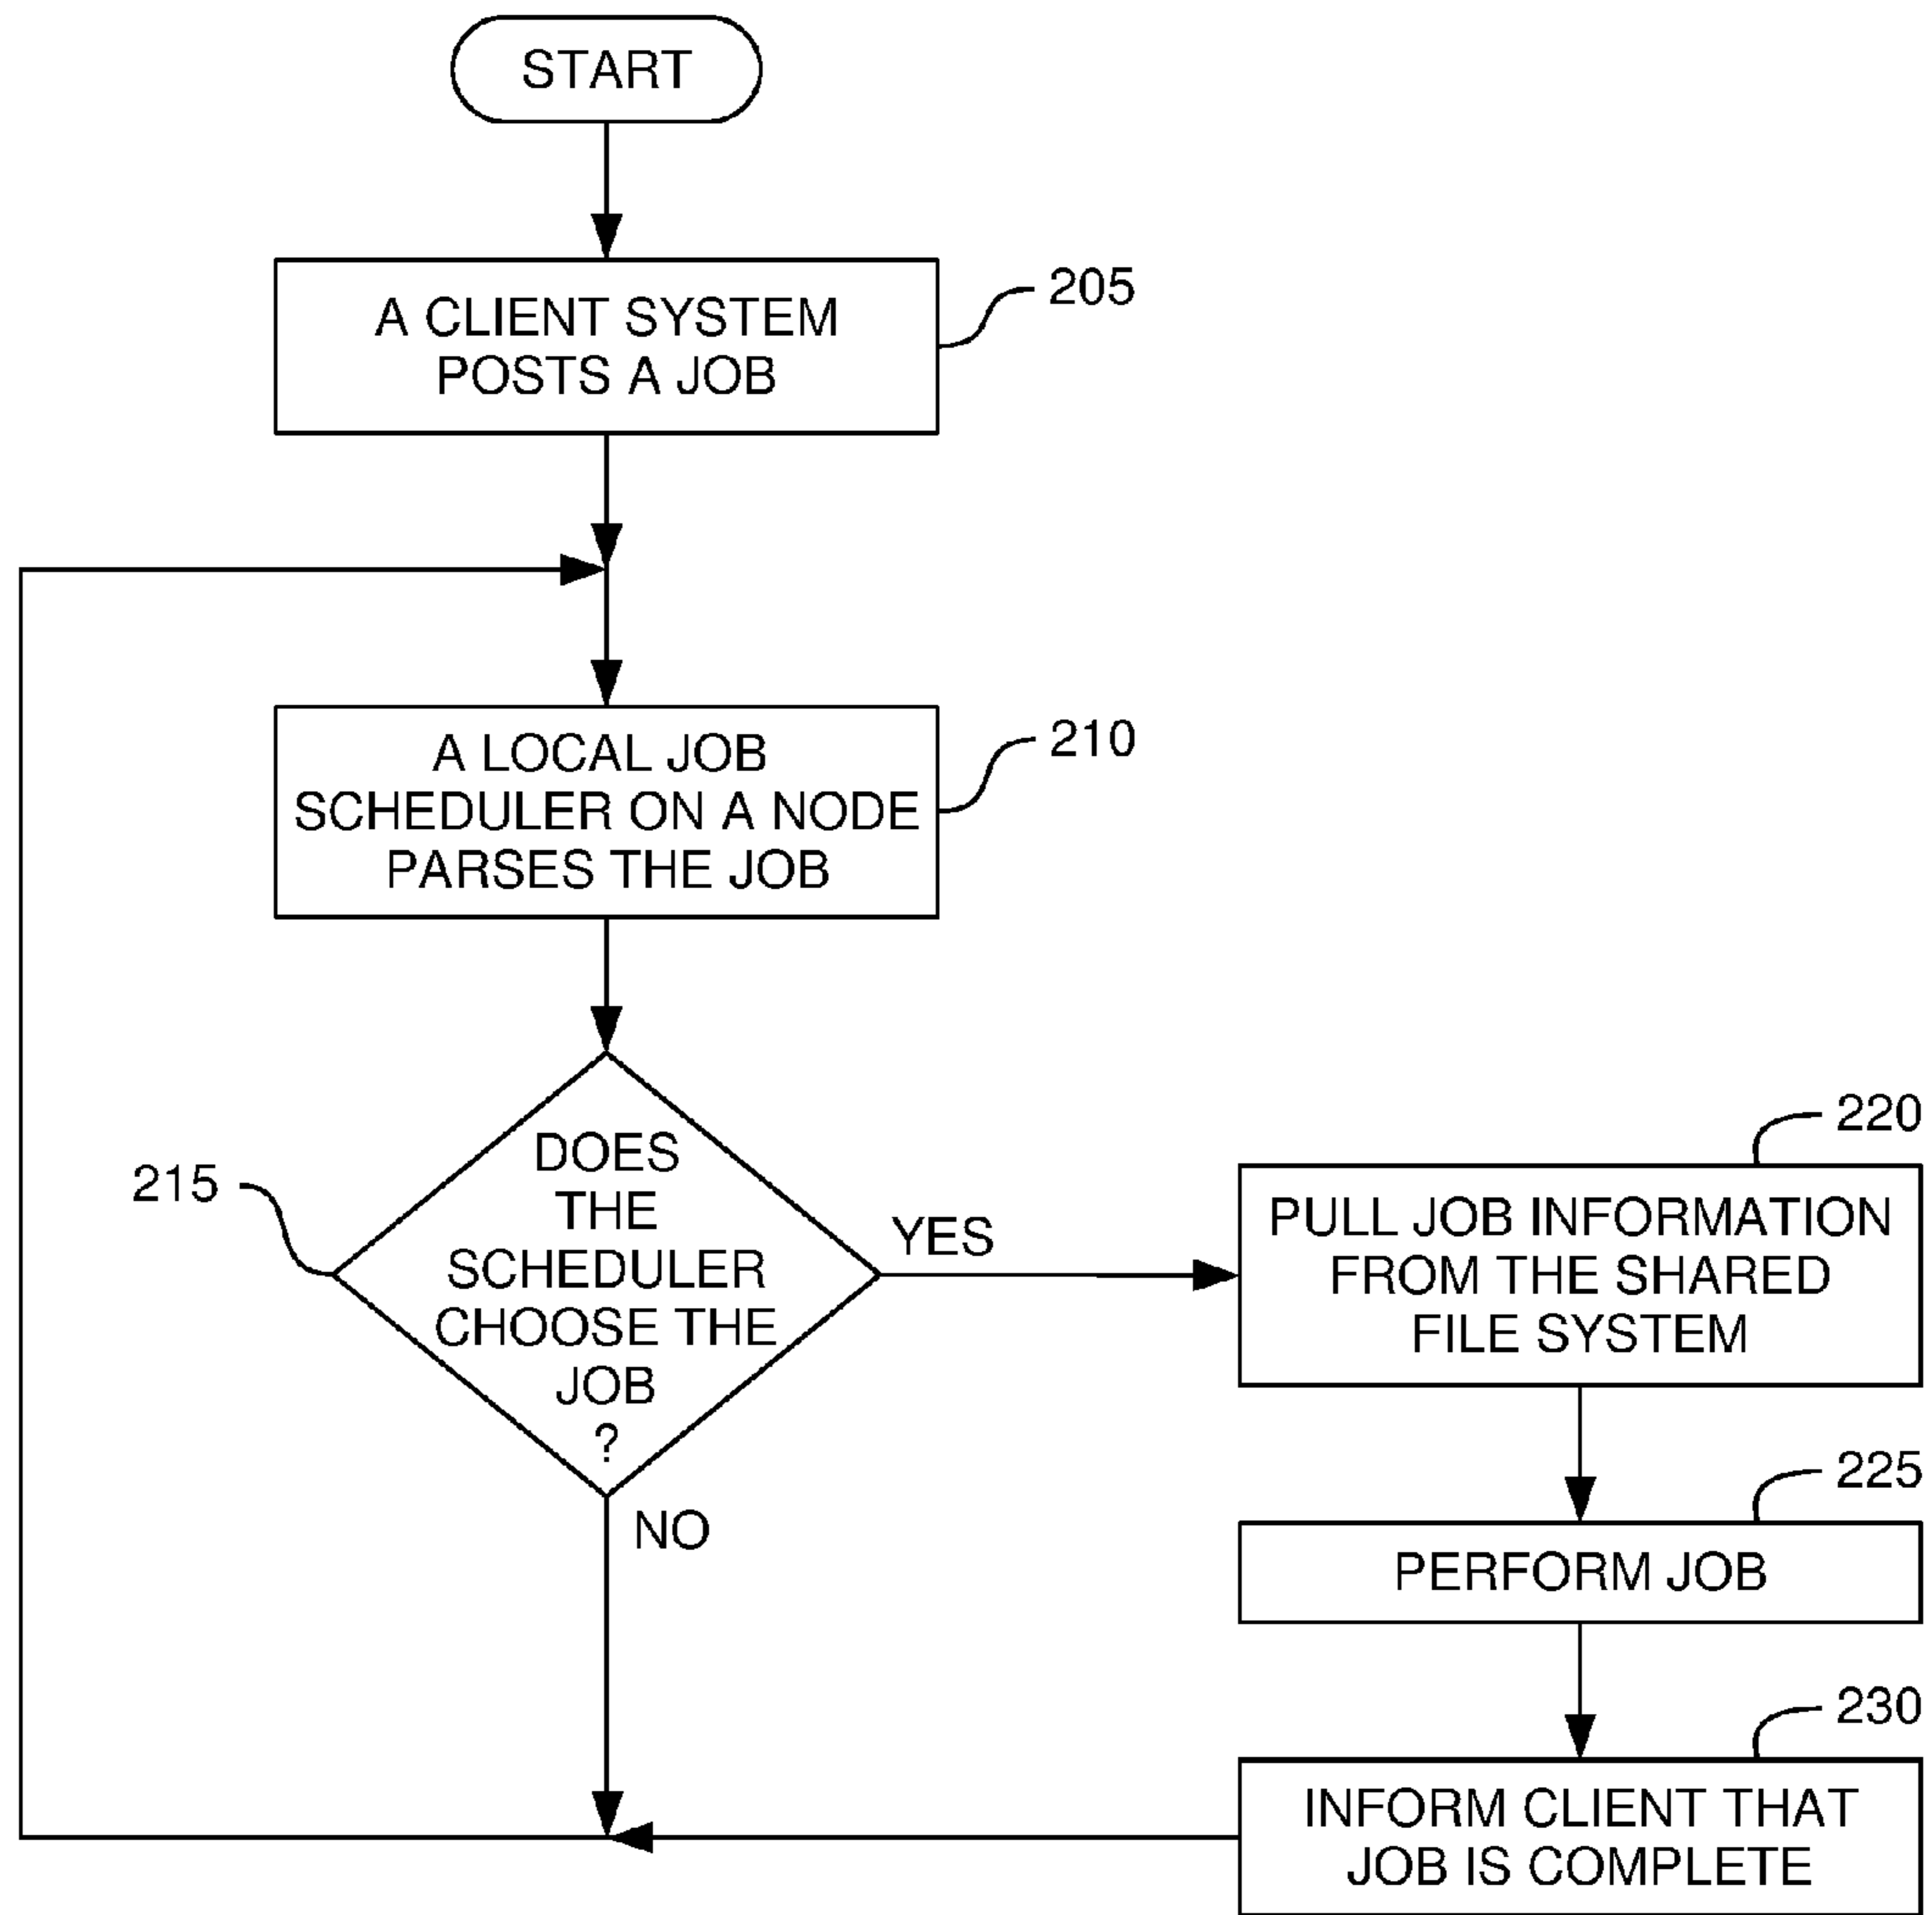 START
A CLIENT SYSTEM
POSTS A JOB
205
A LOCAL JOB
SCHEDULER ON A NODE
PARSES THE JOB
210
215
DOES
THE
SCHEDULER
CHOOSE THE
JOB
?
YES
NO
220
PULL JOB INFORMATION
FROM THE SHARED
FILE SYSTEM
225
PERFORM JOB
230
INFORM CLIENT THAT
JOB IS COMPLETE